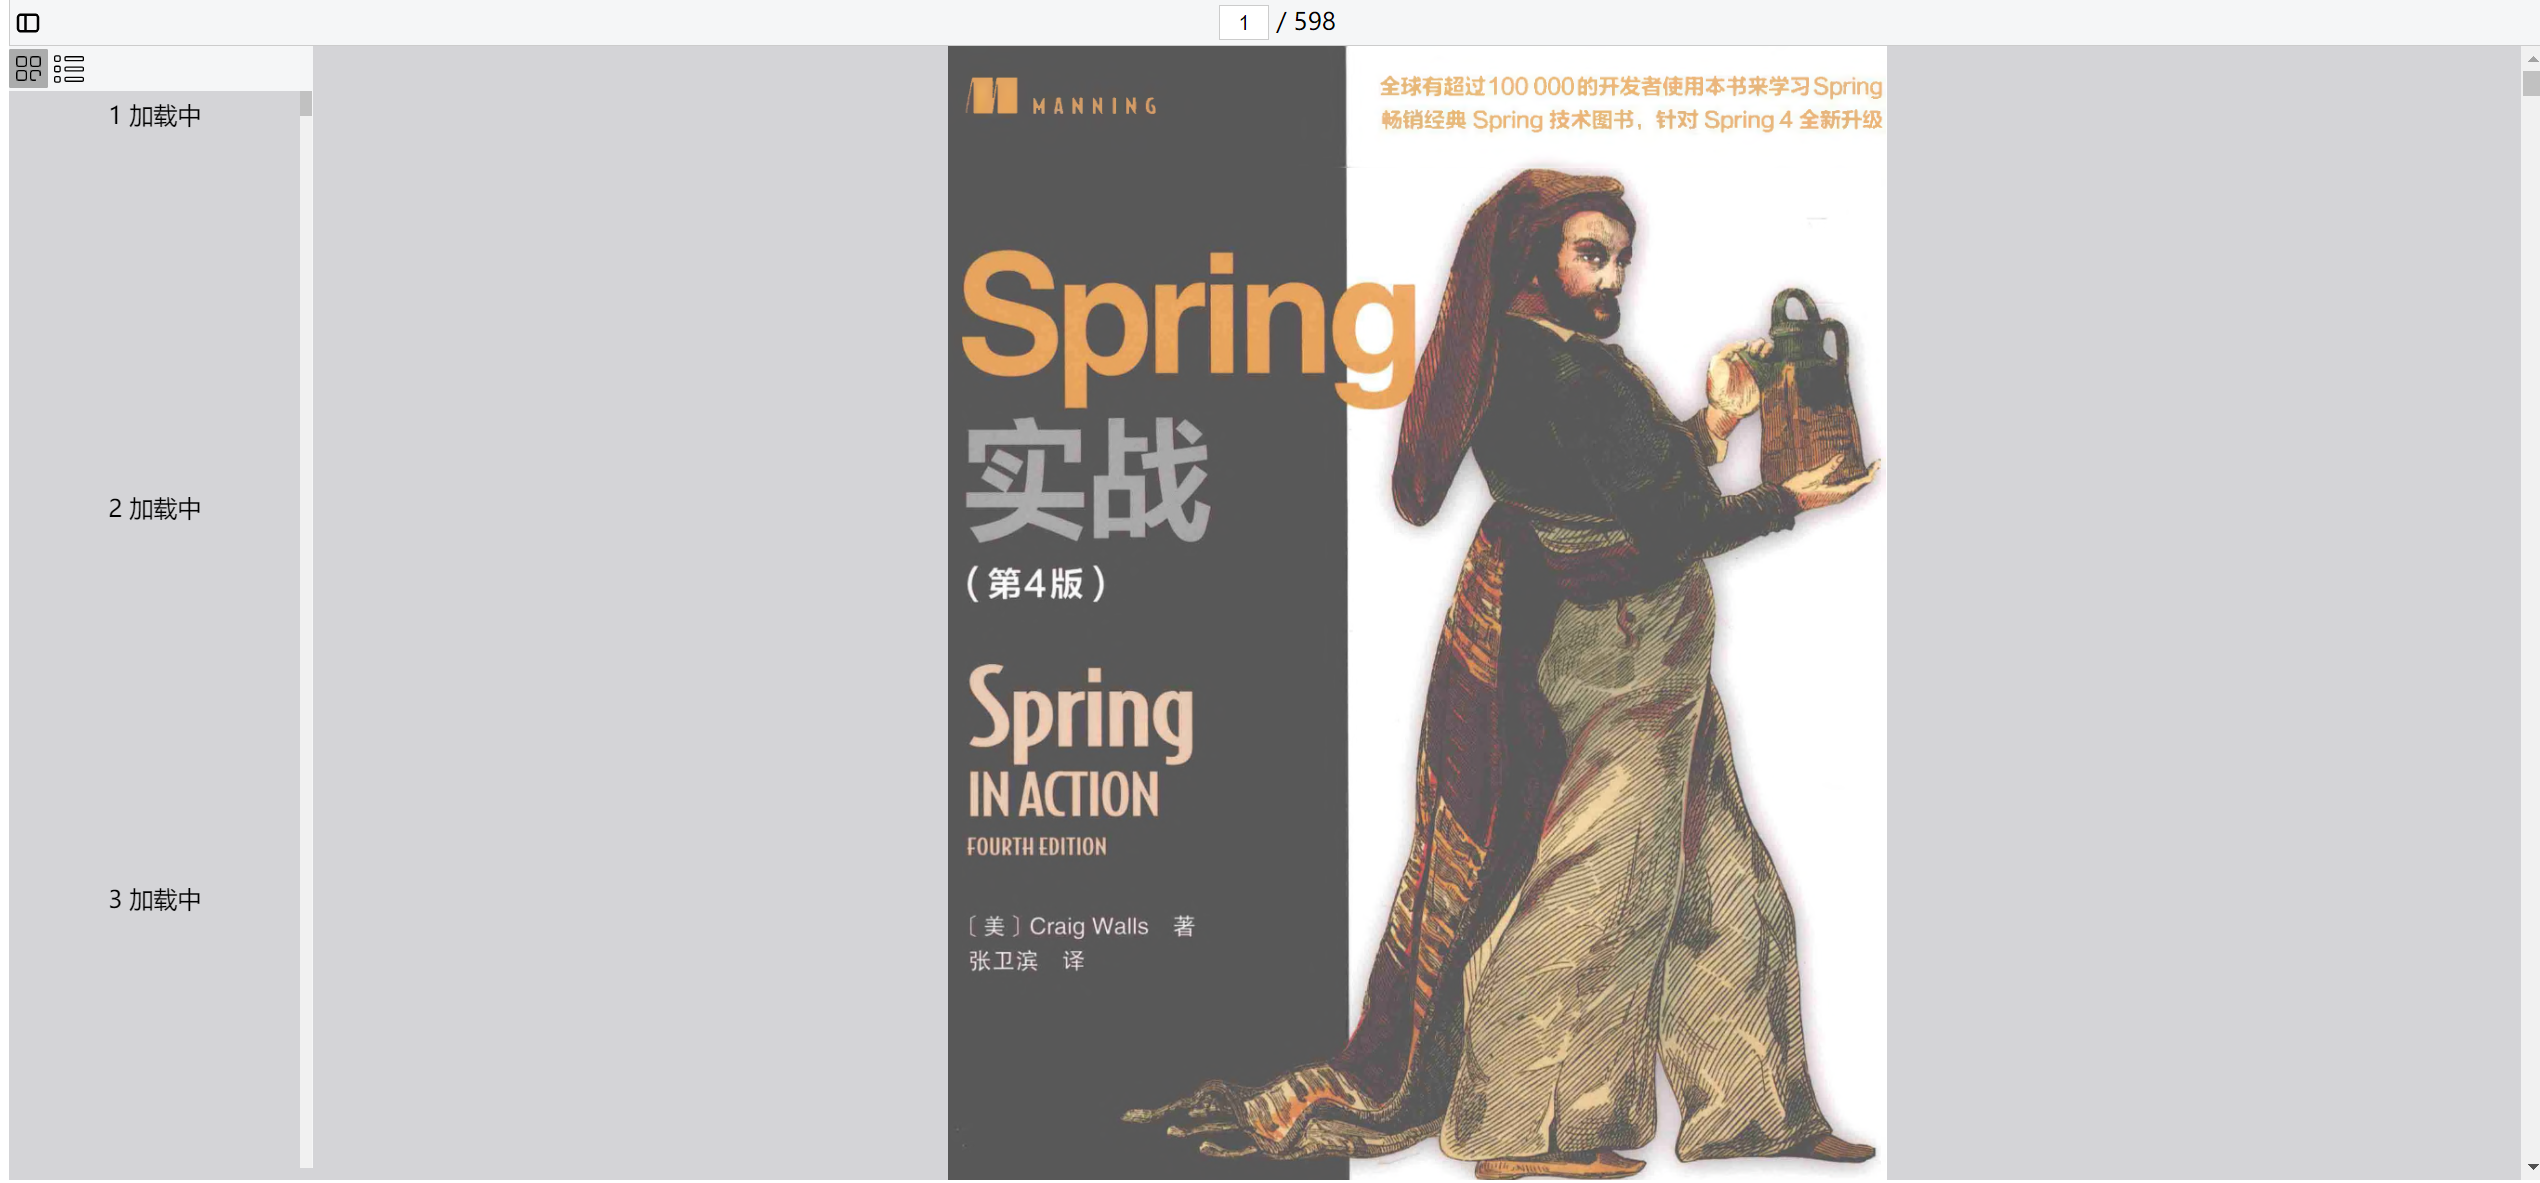 1 / 598
1 加载中
2 加载中
3 加载中
MANNING
全球有超过100 000的开发者使用本书来学习Spring
畅销经典 Spring 技术图书，针对 Spring 4 全新升级
Spring
实战
（第4版）
Spring
IN ACTION
FOURTH EDITION
〔美〕Craig Walls 著
张卫滨 译